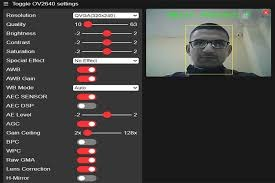 Toggle OV2640 settings
Resolution QVGA(320x240)
Quality 10 63
Brightness -2 2
Contrast -2 2
Saturation -2 2
Special Effect No Effect
AWB
AWB Gain
WB Mode Auto
AEC SENSOR
AEC DSP
AE Level -2 2
AGC
Gain Ceiling 2x 128x
BPC
WPC
Raw GMA
Lens Correction
H-Mirror